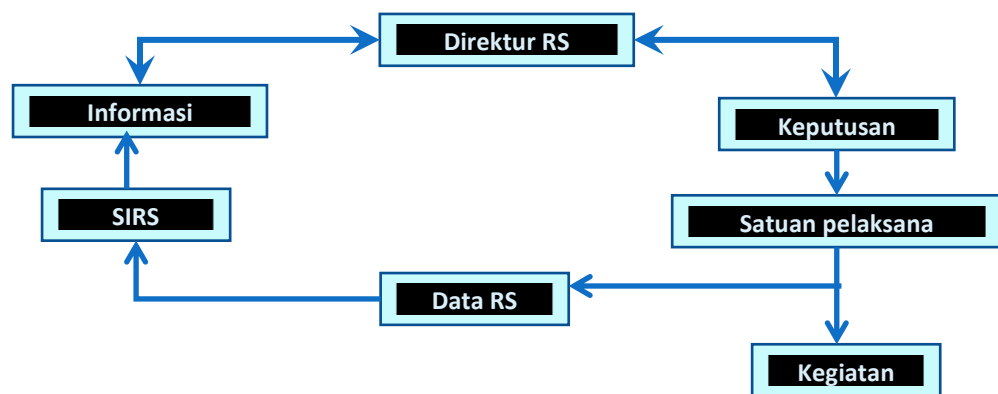 Direktur RS
Informasi
Keputusan
SIRS
Satuan pelaksana
Data RS
Kegiatan